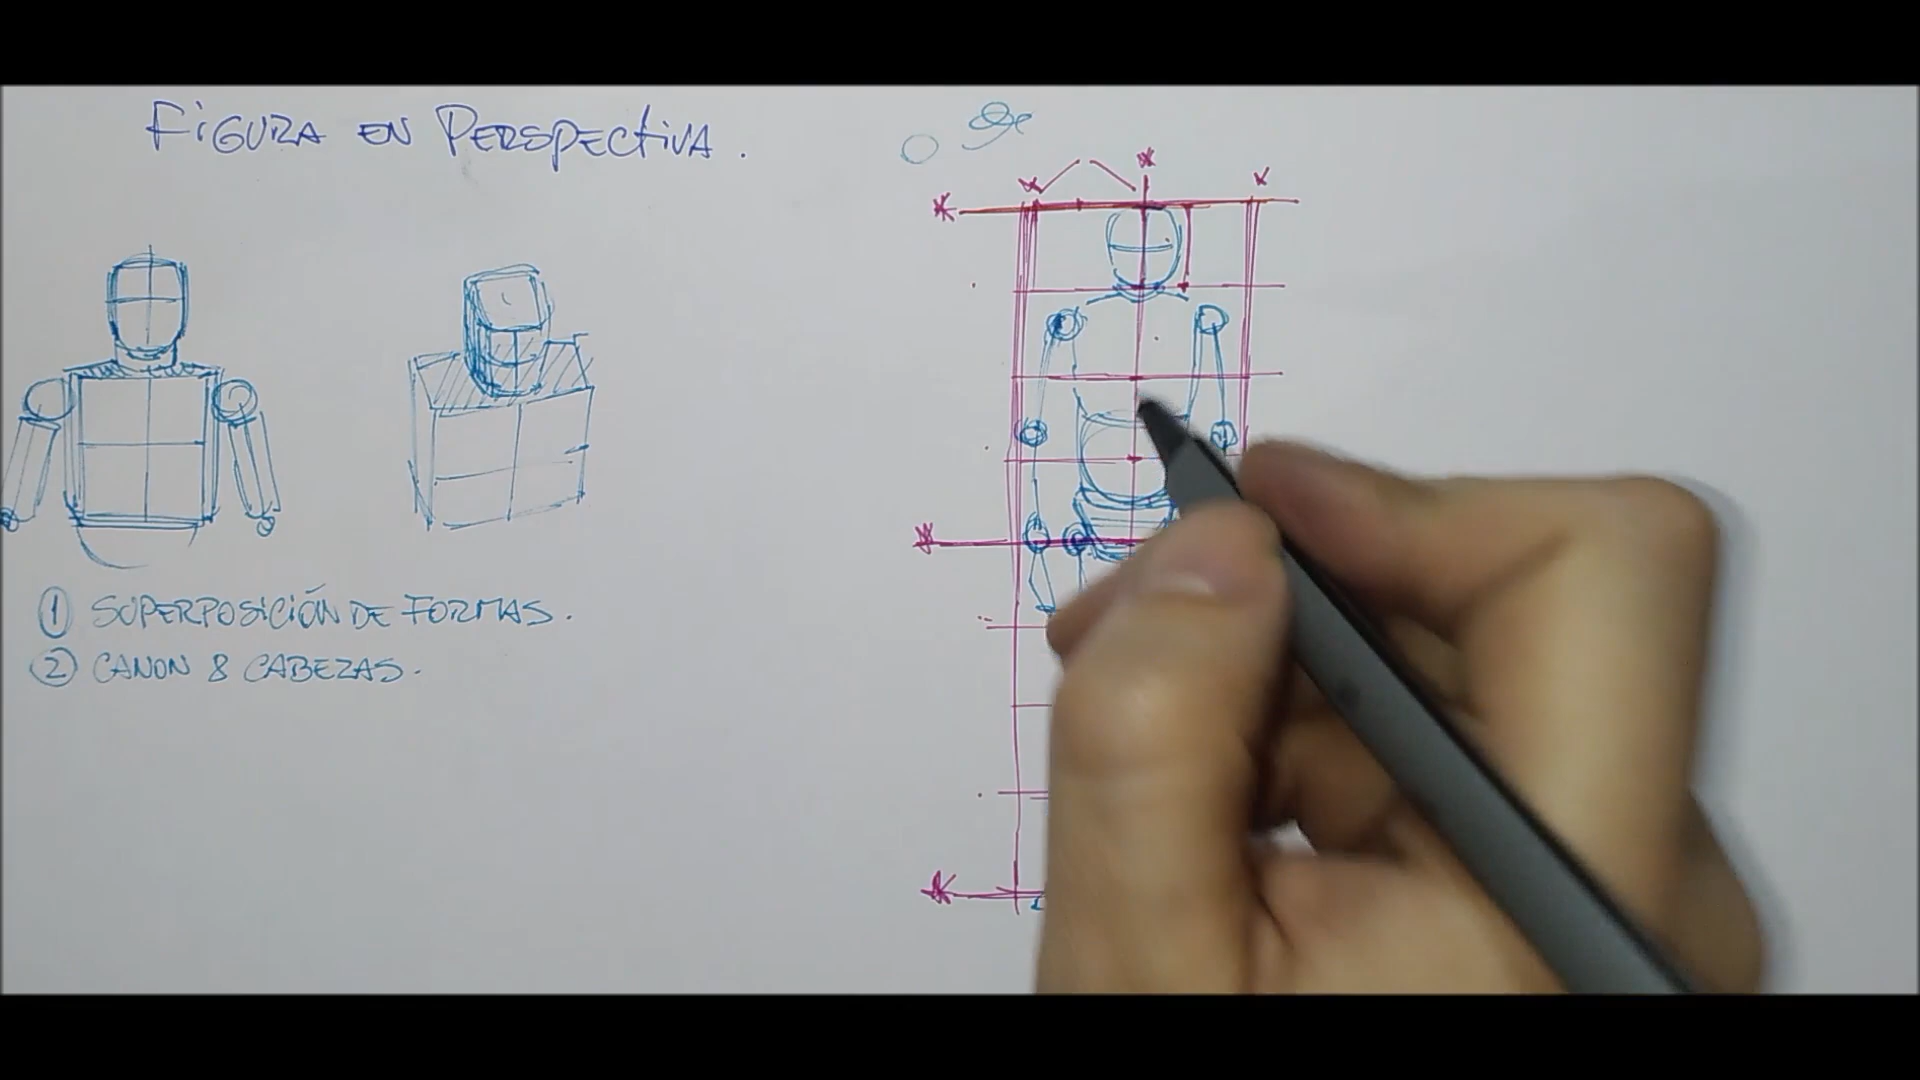 FiGURA EN PERSPECtiVA.
① SUPERPOSiCiÓN DE FORMAS.
② CANON 8 CABEZAS.